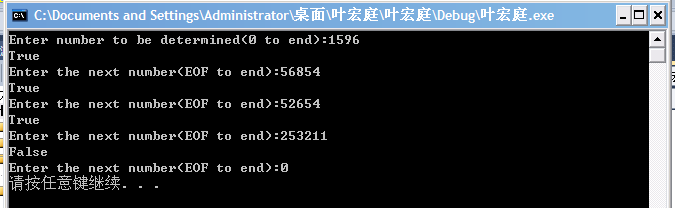 C:\Documents and Settings\Administrator\桌面\叶宏庭\叶宏庭\Debug\叶宏庭.exe
Enter number to be determined(0 to end):1596
True
Enter the next number(EOF to end):56854
True
Enter the next number(EOF to end):52654
True
Enter the next number(EOF to end):253211
False
Enter the next number(EOF to end):0
请按任意键继续. . .